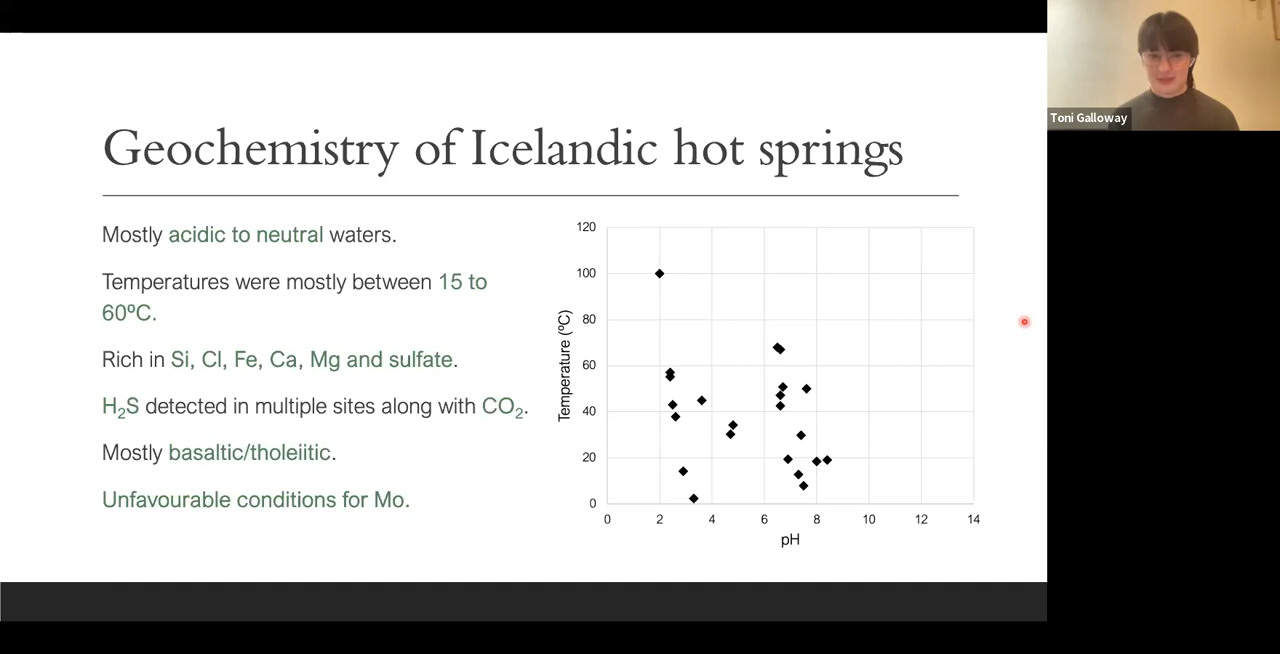 Geochemistry of Icelandic hot springs
Toni Galloway
Mostly acidic to neutral waters.
Temperatures were mostly between 15 to
60ºC.
Rich in Si, Cl, Fe, Ca, Mg and sulfate.
H₂S detected in multiple sites along with CO₂.
Mostly basaltic/tholeiitic.
Unfavourable conditions for Mo.
Temperature (ºC)
120
100
80
60
40
20
0
0 2 4 6 8 10 12 14
pH